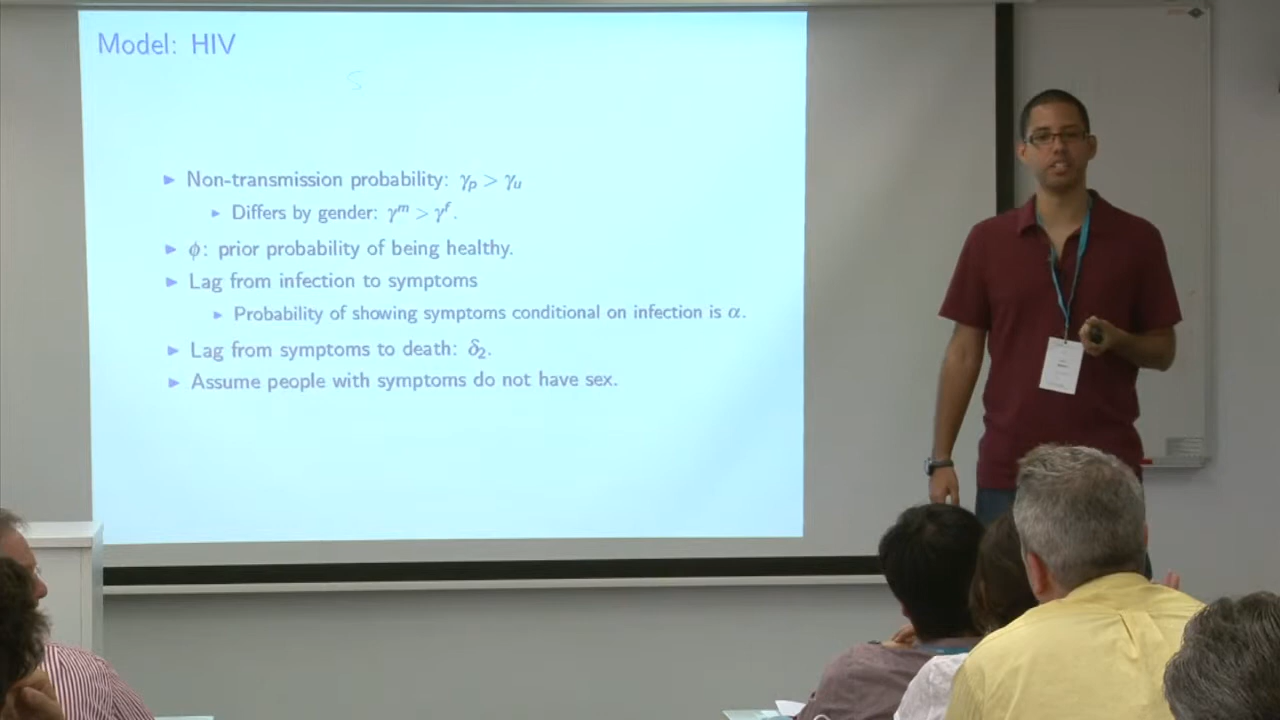 Model: HIV
▸ Non-transmission probability: γₚ > γᵤ
▸ Differs by gender: γᵐ > γᶠ.
▸ ϕ: prior probability of being healthy.
▸ Lag from infection to symptoms
▸ Probability of showing symptoms conditional on infection is α.
▸ Lag from symptoms to death: δ₂.
▸ Assume people with symptoms do not have sex.